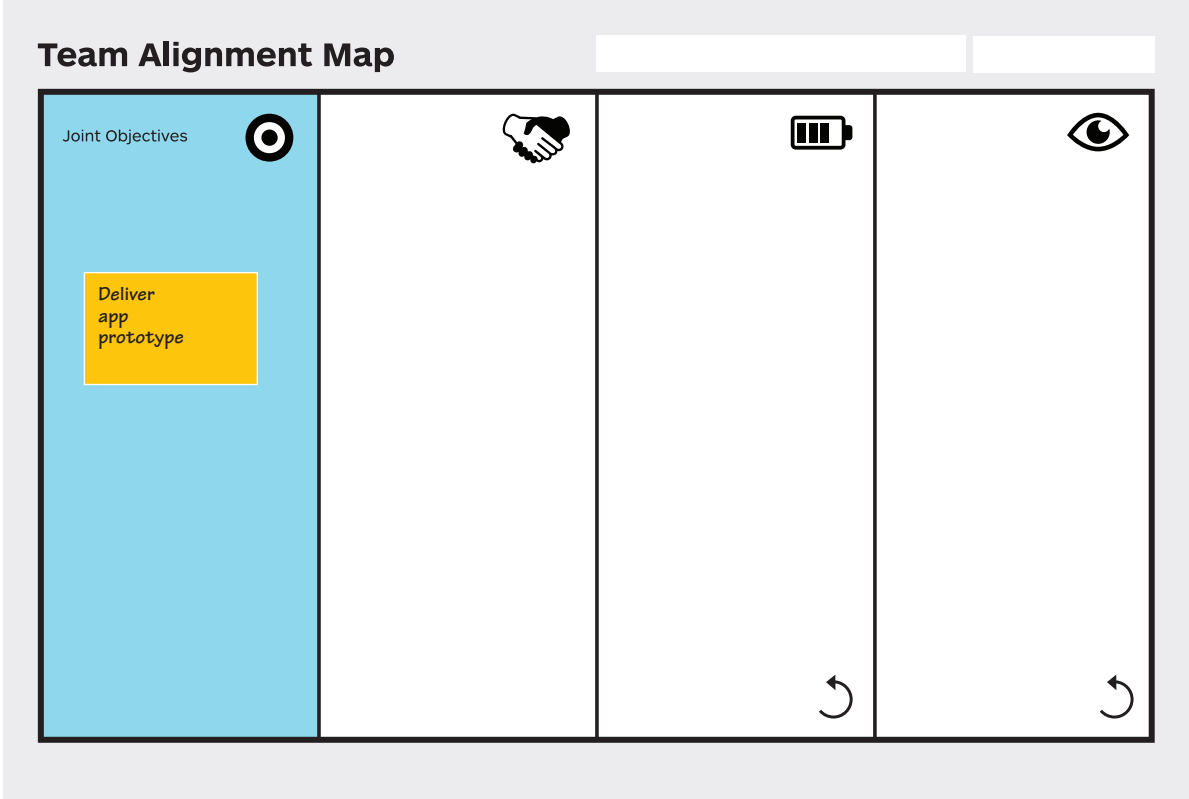 Team Alignment Map
Joint Objectives
Deliver
app
prototype